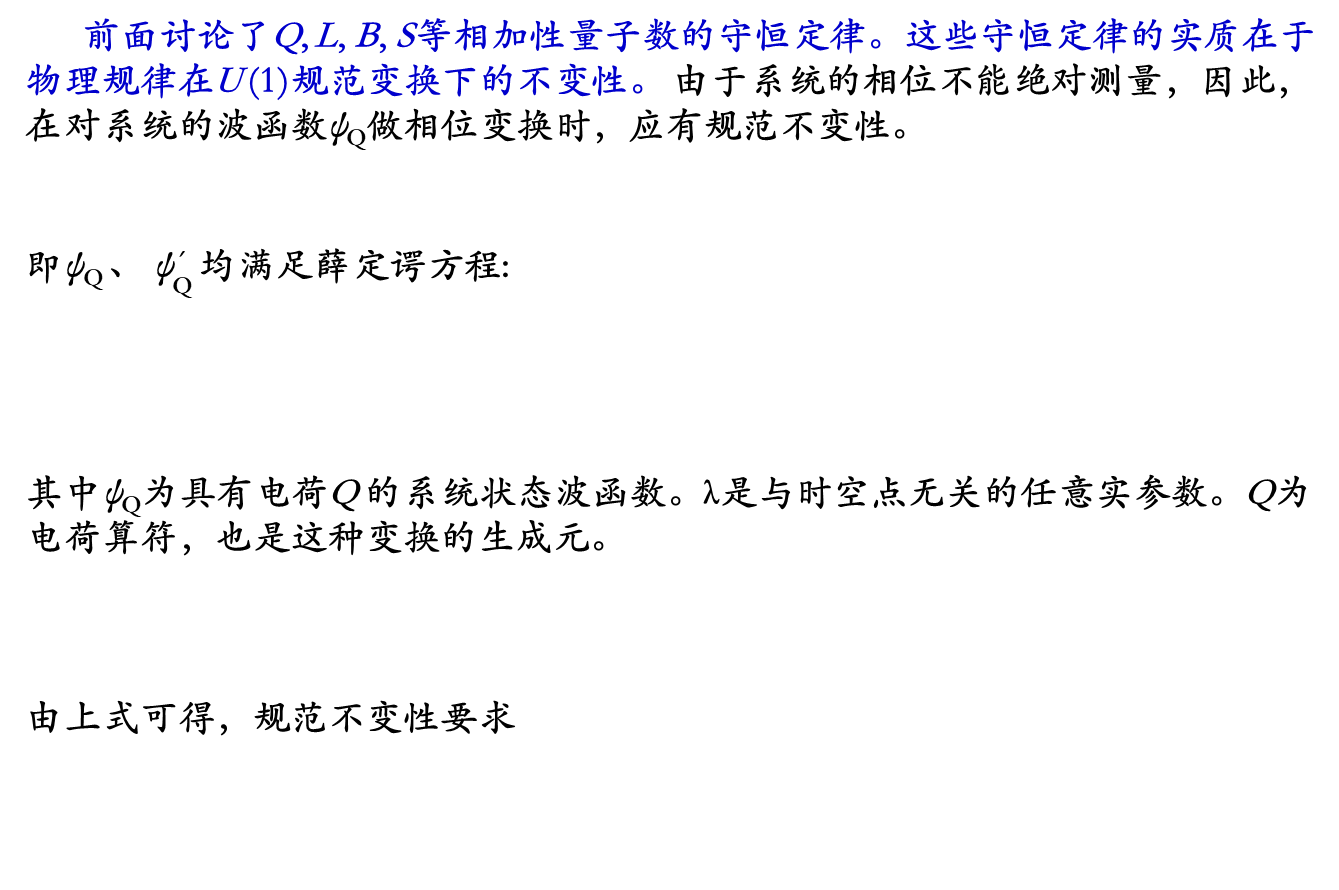 前面讨论了Q, L, B, S等相加性量子数的守恒定律。这些守恒定律的实质在于
物理规律在U(1)规范变换下的不变性。由于系统的相位不能绝对测量，因此，
在对系统的波函数ψQ做相位变换时，应有规范不变性。
即ψQ、 ψ′Q 均满足薛定谔方程:
其中ψQ为具有电荷Q的系统状态波函数。λ是与时空点无关的任意实参数。Q为
电荷算符，也是这种变换的生成元。
由上式可得，规范不变性要求